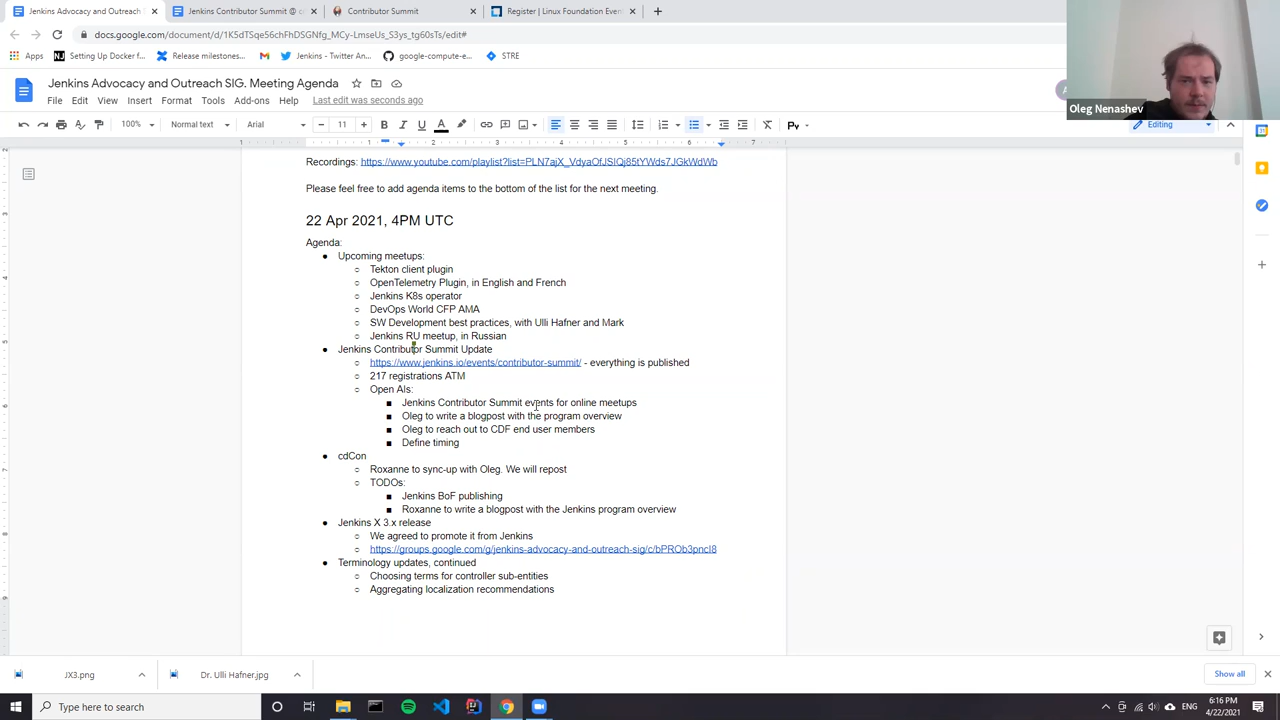 Jenkins Advocacy and Outreach S
Jenkins Contributor Summit @ c
Contributor Summit
Register | Linux Foundation Even
docs.google.com/document/d/1K5dTSqe56chFhDSGNfg_MCy-LmseUs_S3ys_tg60sTs/edit#
Apps
Setting Up Docker f...
Release milestones...
Jenkins - Twitter An...
google-compute-e...
STRE
Jenkins Advocacy and Outreach SIG. Meeting Agenda
File Edit View Insert Format Tools Add-ons Help Last edit was seconds ago
Oleg Nenashev
100% Normal text Arial 11 Editing
Recordings: https://www.youtube.com/playlist?list=PLN7ajX_VdyaOfJSIQj85tYWds7JGkWdWb
Please feel free to add agenda items to the bottom of the list for the next meeting.
22 Apr 2021, 4PM UTC
Agenda:
Upcoming meetups:
Tekton client plugin
OpenTelemetry Plugin, in English and French
Jenkins K8s operator
DevOps World CFP AMA
SW Development best practices, with Ulli Hafner and Mark
Jenkins RU meetup, in Russian
Jenkins Contributor Summit Update
https://www.jenkins.io/events/contributor-summit/ - everything is published
217 registrations ATM
Open AIs:
Jenkins Contributor Summit events for online meetups
Oleg to write a blogpost with the program overview
Oleg to reach out to CDF end user members
Define timing
cdCon
Roxanne to sync-up with Oleg. We will repost
TODOs:
Jenkins BoF publishing
Roxanne to write a blogpost with the Jenkins program overview
Jenkins X 3.x release
We agreed to promote it from Jenkins
https://groups.google.com/g/jenkins-advocacy-and-outreach-sig/c/bPROb3pncI8
Terminology updates, continued
Choosing terms for controller sub-entities
Aggregating localization recommendations
JX3.png
Dr. Ulli Hafner.jpg
Show all
Type here to search
ENG
6:16 PM
4/22/2021